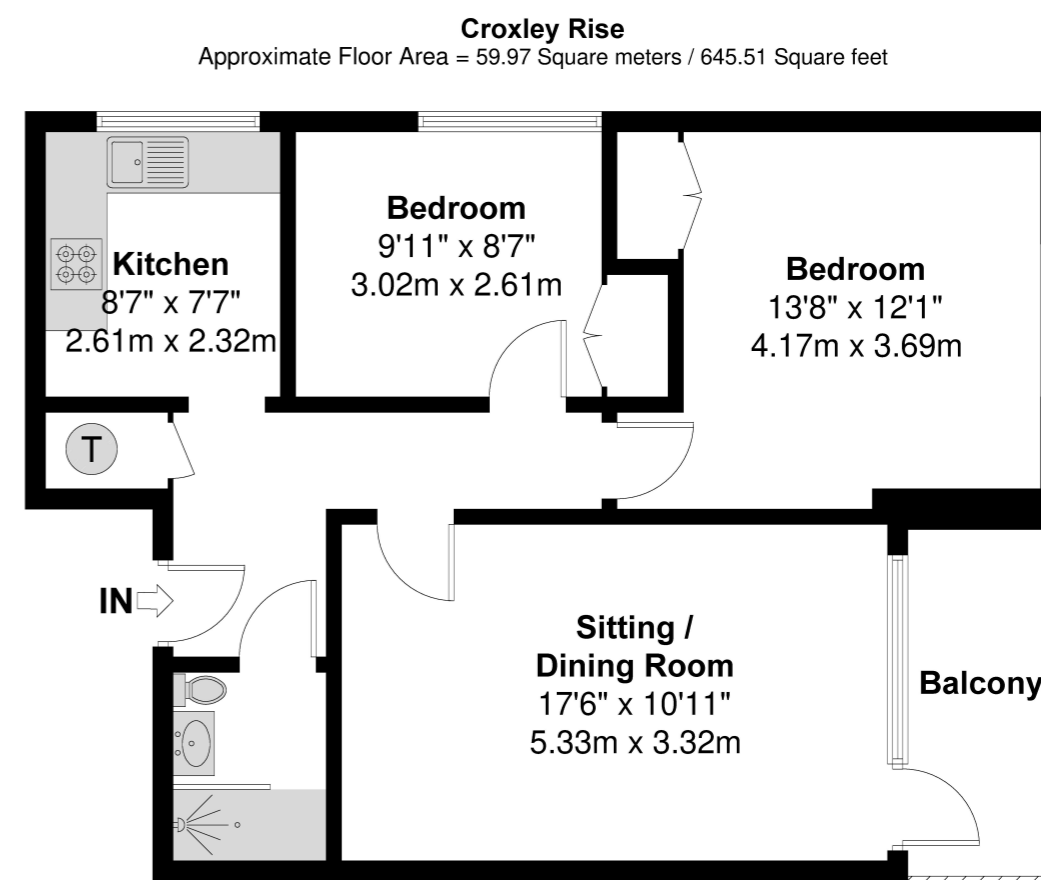 Croxley Rise
Approximate Floor Area = 59.97 Square meters / 645.51 Square feet
Kitchen
8'7" x 7'7"
2.61m x 2.32m
Bedroom
9'11" x 8'7"
3.02m x 2.61m
Bedroom
13'8" x 12'1"
4.17m x 3.69m
T
IN
Sitting /
Dining Room
17'6" x 10'11"
5.33m x 3.32m
Balcony